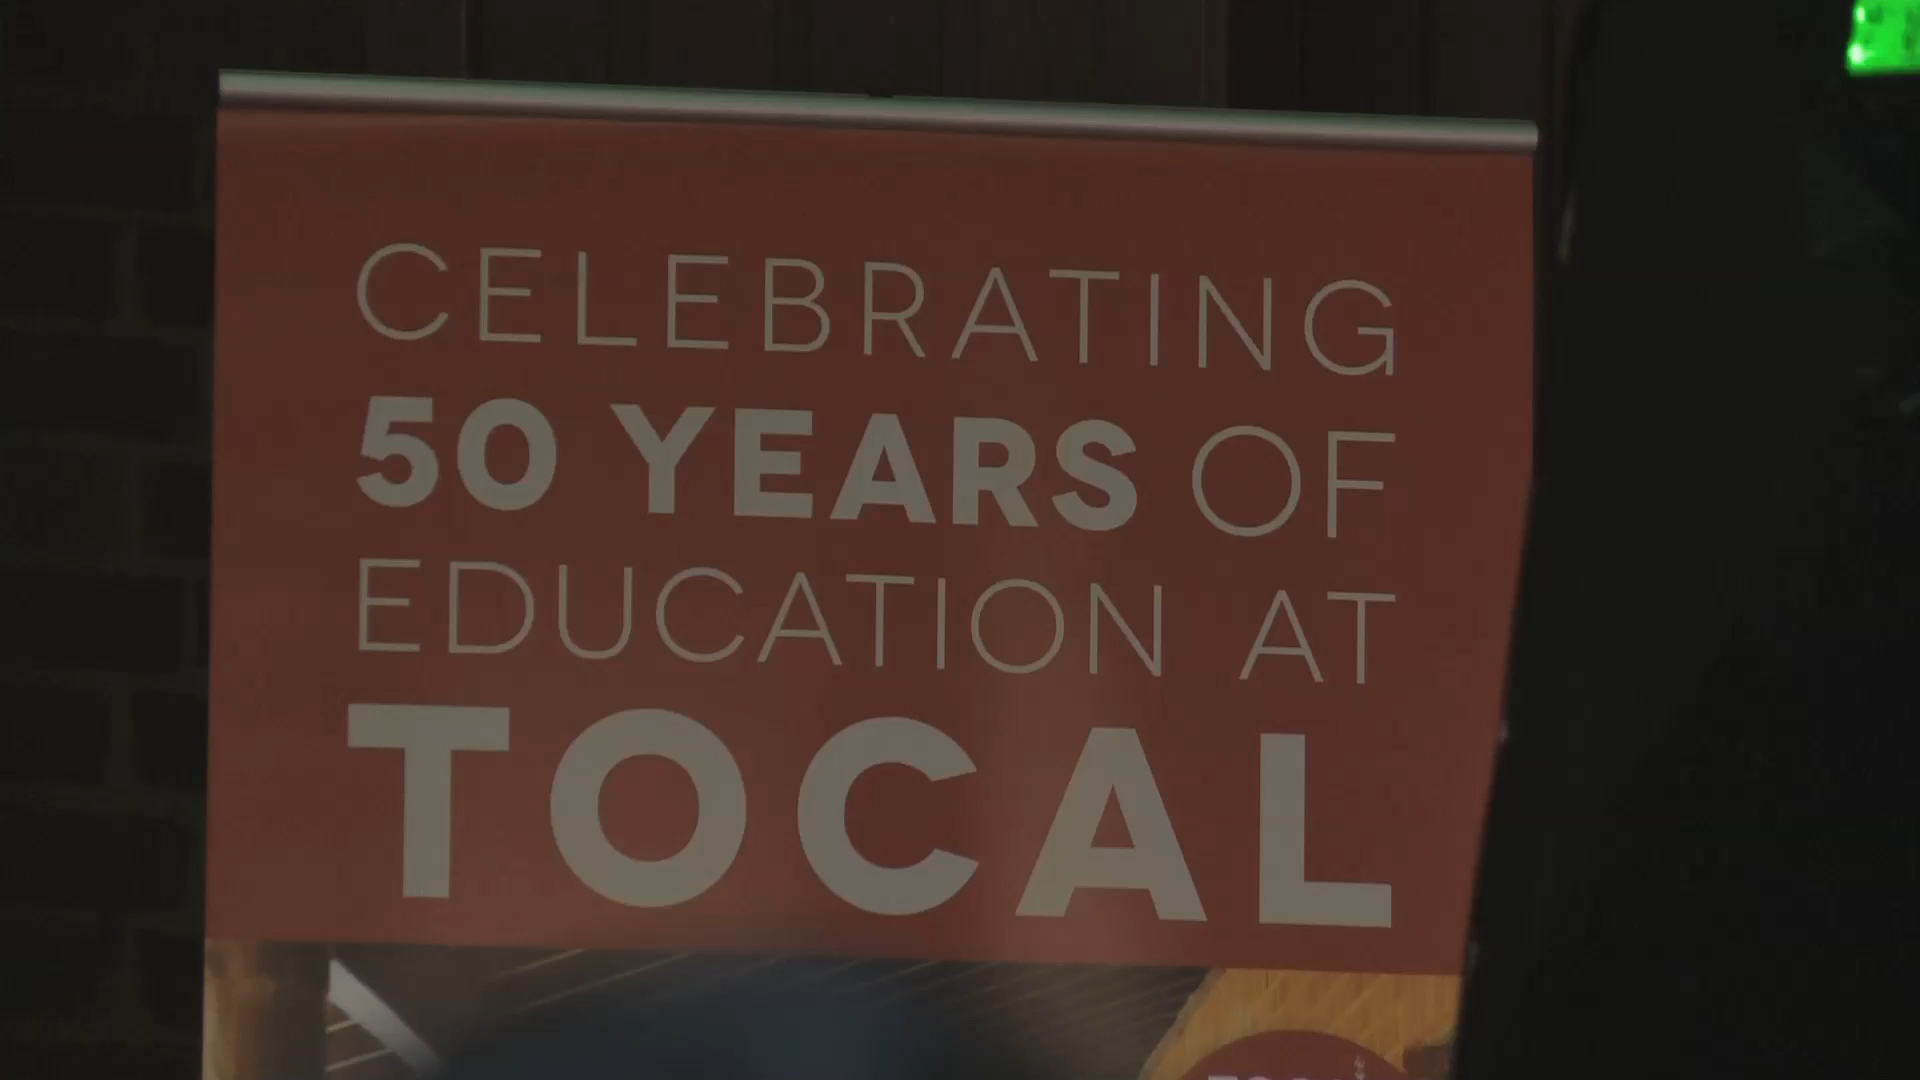 CELEBRATING
50 YEARS OF
EDUCATION AT
TOCAL